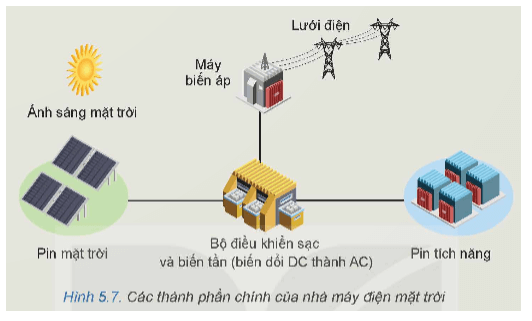 Lưới điện
Máy
biến áp
Ánh sáng mặt trời
Pin mặt trời
Bộ điều khiển sạc
và biến tần (biến dổi DC thành AC)
Pin tích năng
Hình 5.7. Các thành phần chính của nhà máy điện mặt trời